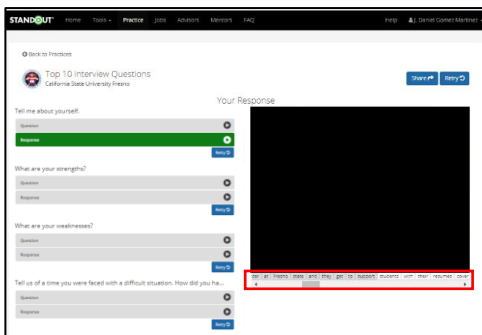 STANDOUT Home Tools Practice Jobs Advisors Mentors FAQ Help J. Daniel Gomez Martinez
Back to Practices
Top 10 Interview Questions
California State University Fresno
Share Retry
Your Response
Tell me about yourself.
Question
Response
Retry
What are your strengths?
Question
Response
Retry
What are your weaknesses?
Question
Response
Retry
der at Fresno State and they get to support students with their resumes cover
Tell us of a time you were faced with a difficult situation. How did you ha...
Question
Response
Retry